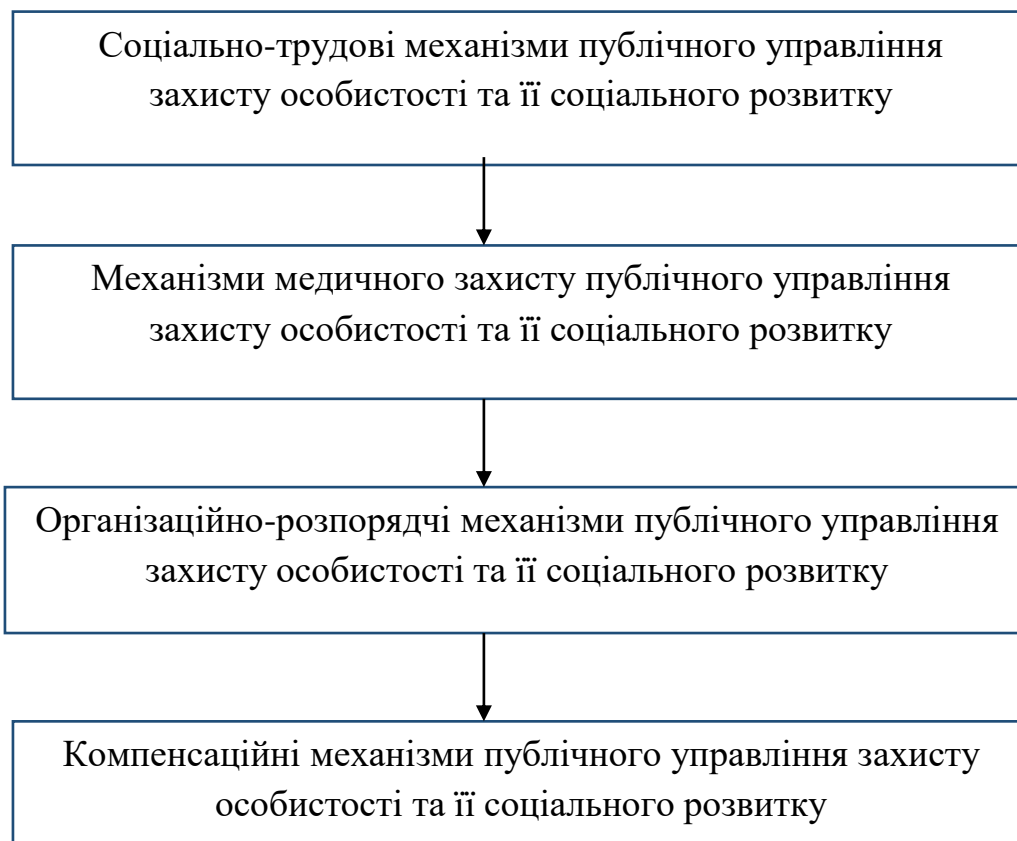 Соціально-трудові механізми публічного управління
захисту особистості та її соціального розвитку
Механізми медичного захисту публічного управління
захисту особистості та її соціального розвитку
Організаційно-розпорядчі механізми публічного управління
захисту особистості та її соціального розвитку
Компенсаційні механізми публічного управління захисту
особистості та її соціального розвитку